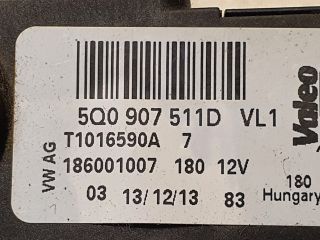 5Q0 907 511D VL1
T1016590A 7
186001007 180 12V
03 13/12/13 83
VW AG
Valeo
180
Hungary